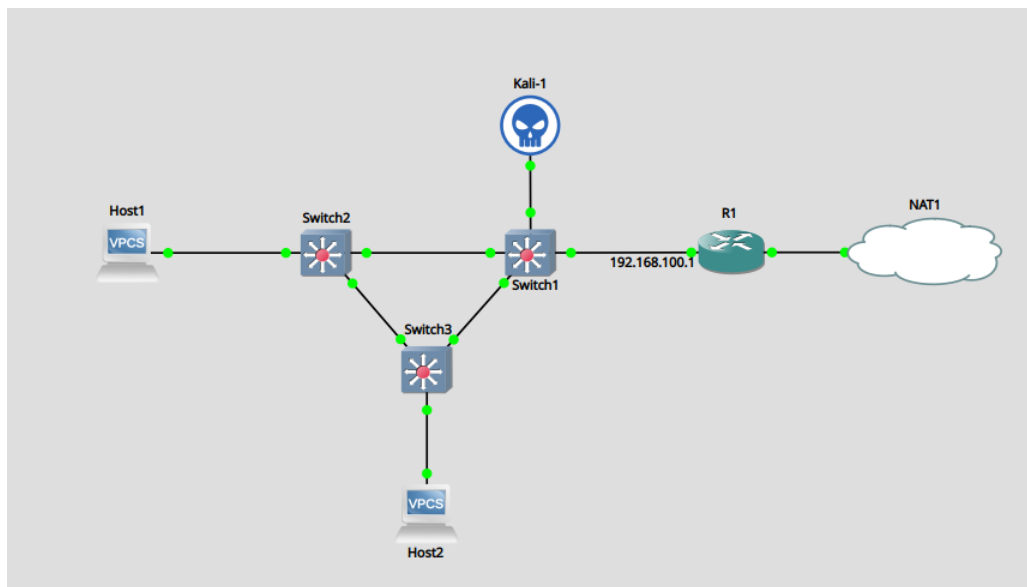 Kali-1
Host1
Switch2
R1
NAT1
VPCS
192.168.100.1
Switch1
Switch3
VPCS
Host2